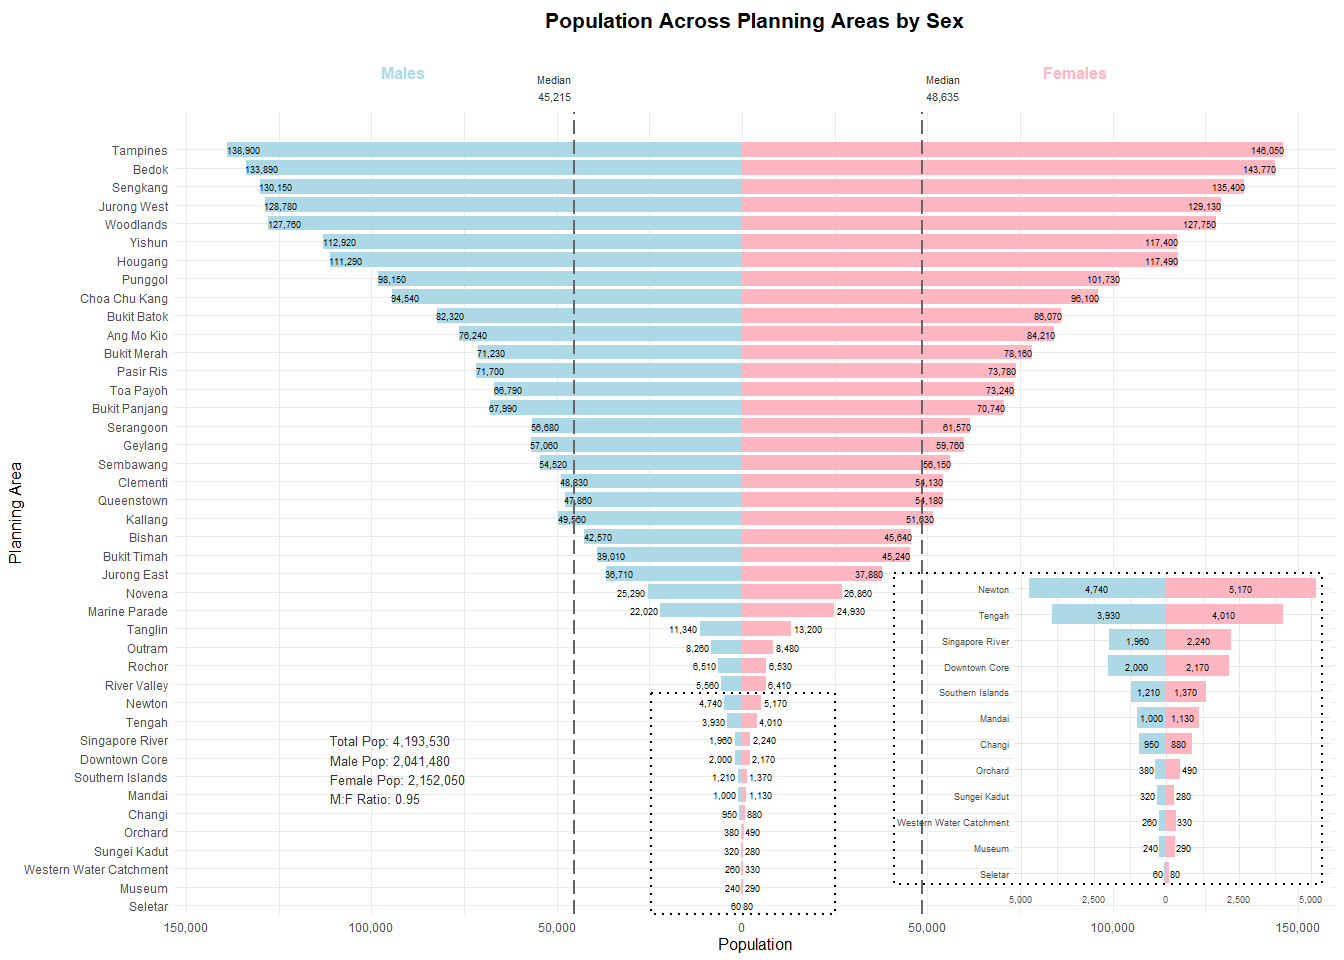 Population Across Planning Areas by Sex
Males
Females
Median
45,215
Median
48,635
Planning Area
Tampines 138,900 146,050
Bedok 133,890 143,770
Sengkang 130,150 135,400
Jurong West 128,780 129,130
Woodlands 127,760 127,750
Yishun 112,920 117,400
Hougang 111,290 117,490
Punggol 98,150 101,730
Choa Chu Kang 94,540 96,100
Bukit Batok 82,320 86,070
Ang Mo Kio 76,240 84,210
Bukit Merah 71,230 78,160
Pasir Ris 71,700 73,780
Toa Payoh 66,790 73,240
Bukit Panjang 67,990 70,740
Serangoon 56,680 61,570
Geylang 57,060 59,760
Sembawang 54,520 56,150
Clementi 48,830 54,130
Queenstown 47,860 54,180
Kallang 49,560 51,630
Bishan 42,570 45,640
Bukit Timah 39,010 45,240
Jurong East 36,710 37,880
Novena 25,290 26,860
Marine Parade 22,020 24,930
Tanglin 11,340 13,200
Outram 8,260 8,480
Rochor 6,510 6,530
River Valley 5,560 6,410
Newton 4,740 5,170
Tengah 3,930 4,010
Singapore River 1,960 2,240
Downtown Core 2,000 2,170
Southern Islands 1,210 1,370
Mandai 1,000 1,130
Changi 950 880
Orchard 380 490
Sungei Kadut 320 280
Western Water Catchment 260 330
Museum 240 290
Seletar 60 80
Total Pop: 4,193,530
Male Pop: 2,041,480
Female Pop: 2,152,050
M:F Ratio: 0.95
Newton 4,740 5,170
Tengah 3,930 4,010
Singapore River 1,960 2,240
Downtown Core 2,000 2,170
Southern Islands 1,210 1,370
Mandai 1,000 1,130
Changi 950 880
Orchard 380 490
Sungei Kadut 320 280
Western Water Catchment 260 330
Museum 240 290
Seletar 60 80
5,000 2,500 0 2,500 5,000
150,000 100,000 50,000 0 50,000 100,000 150,000
Population